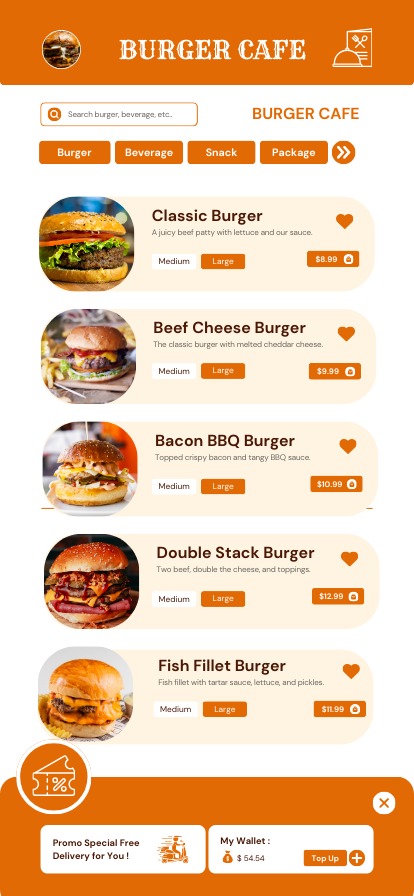 BURGER CAFE
Search burger, beverage, etc..
BURGER CAFE
Burger
Beverage
Snack
Package
Classic Burger
A juicy beef patty with lettuce and our sauce.
Medium
Large
$8.99
Beef Cheese Burger
The classic burger with melted cheddar cheese.
Medium
Large
$9.99
Bacon BBQ Burger
Topped crispy bacon and tangy BBQ sauce.
Medium
Large
$10.99
Double Stack Burger
Two beef, double the cheese, and toppings.
Medium
Large
$12.99
Fish Fillet Burger
Fish fillet with tartar sauce, lettuce, and pickles.
Medium
Large
$11.99
%
Promo Special Free
Delivery for You !
My Wallet :
$ 54.54
Top Up